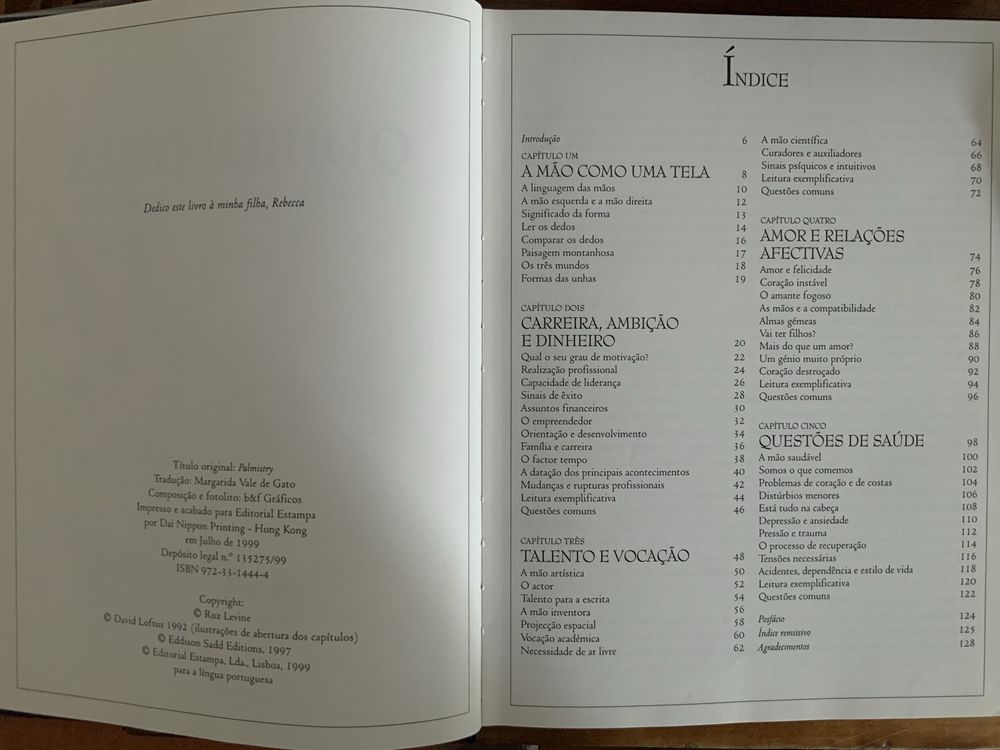 Dedico este livro à minha filha, Rebecca
Título original: Palmistry
Tradução: Margarida Vale de Gato
Composição e fotolito: b&f Gráficos
Impresso e acabado para Editorial Estampa
por Dai Nippon Printing - Hong Kong
em Julho de 1999
Depósito legal n.º 135275/99
ISBN 972-33-1444-4
Copyright:
© Roz Levine
© David Loftus 1992 (ilustrações de abertura dos capítulos)
© Eddison Sadd Editions, 1997
© Editorial Estampa, Lda., Lisboa, 1999
para a língua portuguesa
ÍNDICE
Introdução 6
CAPÍTULO UM
A MÃO COMO UMA TELA 8
A linguagem das mãos 10
A mão esquerda e a mão direita 12
Significado da forma 13
Ler os dedos 14
Comparar os dedos 16
Paisagem montanhosa 17
Os três mundos 18
Formas das unhas 19
CAPÍTULO DOIS
CARREIRA, AMBIÇÃO
E DINHEIRO 20
Qual o seu grau de motivação? 22
Realização profissional 24
Capacidade de liderança 26
Sinais de êxito 28
Assuntos financeiros 30
O empreendedor 32
Orientação e desenvolvimento 34
Família e carreira 36
O factor tempo 38
A datação dos principais acontecimentos 40
Mudanças e rupturas profissionais 42
Leitura exemplificativa 44
Questões comuns 46
CAPÍTULO TRÊS
TALENTO E VOCAÇÃO 48
A mão artística 50
O actor 52
Talento para a escrita 54
A mão inventora 56
Projecção espacial 58
Vocação académica 60
Necessidade de ar livre 62
A mão científica 64
Curadores e auxiliadores 66
Sinais psíquicos e intuitivos 68
Leitura exemplificativa 70
Questões comuns 72
CAPÍTULO QUATRO
AMOR E RELAÇÕES
AFECTIVAS 74
Amor e felicidade 76
Coração instável 78
O amante fogoso 80
As mãos e a compatibilidade 82
Almas gémeas 84
Vai ter filhos? 86
Mais do que um amor? 88
Um génio muito próprio 90
Coração destroçado 92
Leitura exemplificativa 94
Questões comuns 96
CAPÍTULO CINCO
QUESTÕES DE SAÚDE 98
A mão saudável 100
Somos o que comemos 102
Problemas de coração e de costas 104
Distúrbios menores 106
Está tudo na cabeça 108
Depressão e ansiedade 110
Pressão e trauma 112
O processo de recuperação 114
Tensões necessárias 116
Acidentes, dependência e estilo de vida 118
Leitura exemplificativa 120
Questões comuns 122
Posfácio 124
Índice remissivo 125
Agradecimentos 128